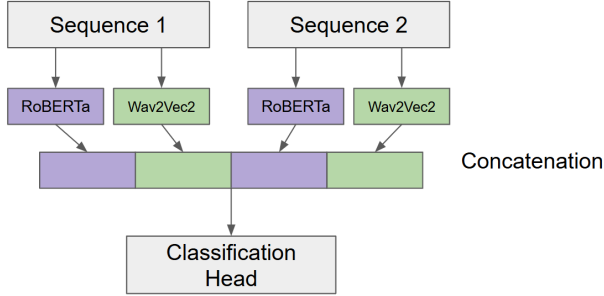 Sequence 1
Sequence 2
RoBERTa
Wav2Vec2
RoBERTa
Wav2Vec2
Concatenation
Classification
Head